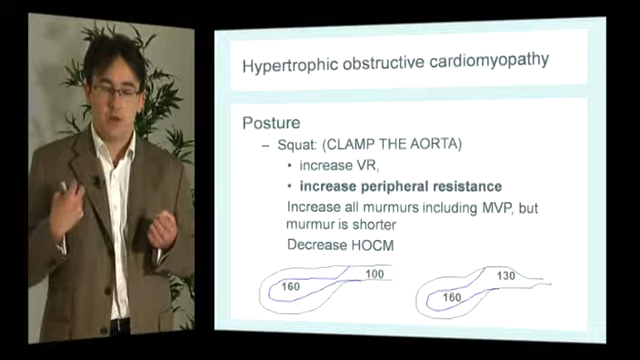 Hypertrophic obstructive cardiomyopathy
Posture
– Squat: (CLAMP THE AORTA)
• increase VR,
• increase peripheral resistance
Increase all murmurs including MVP, but
murmur is shorter
Decrease HOCM
160 100
160 130